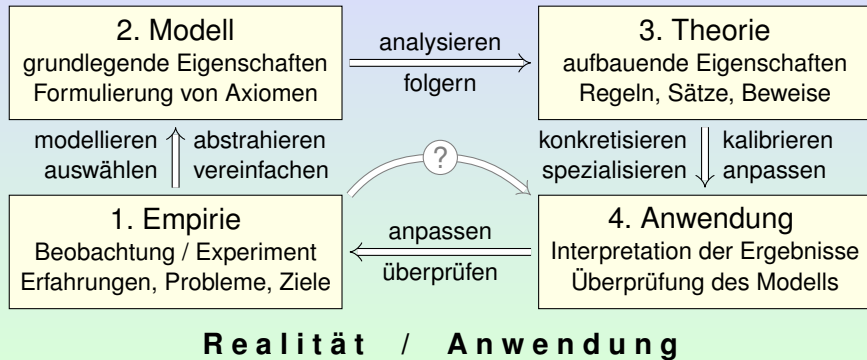 2. Modell
grundlegende Eigenschaften
Formulierung von Axiomen
analysieren
folgern
3. Theorie
aufbauende Eigenschaften
Regeln, Sätze, Beweise
modellieren
auswählen
abstrahieren
vereinfachen
?
konkretisieren
spezialisieren
kalibrieren
anpassen
1. Empirie
Beobachtung / Experiment
Erfahrungen, Probleme, Ziele
anpassen
überprüfen
4. Anwendung
Interpretation der Ergebnisse
Überprüfung des Modells
Realität / Anwendung